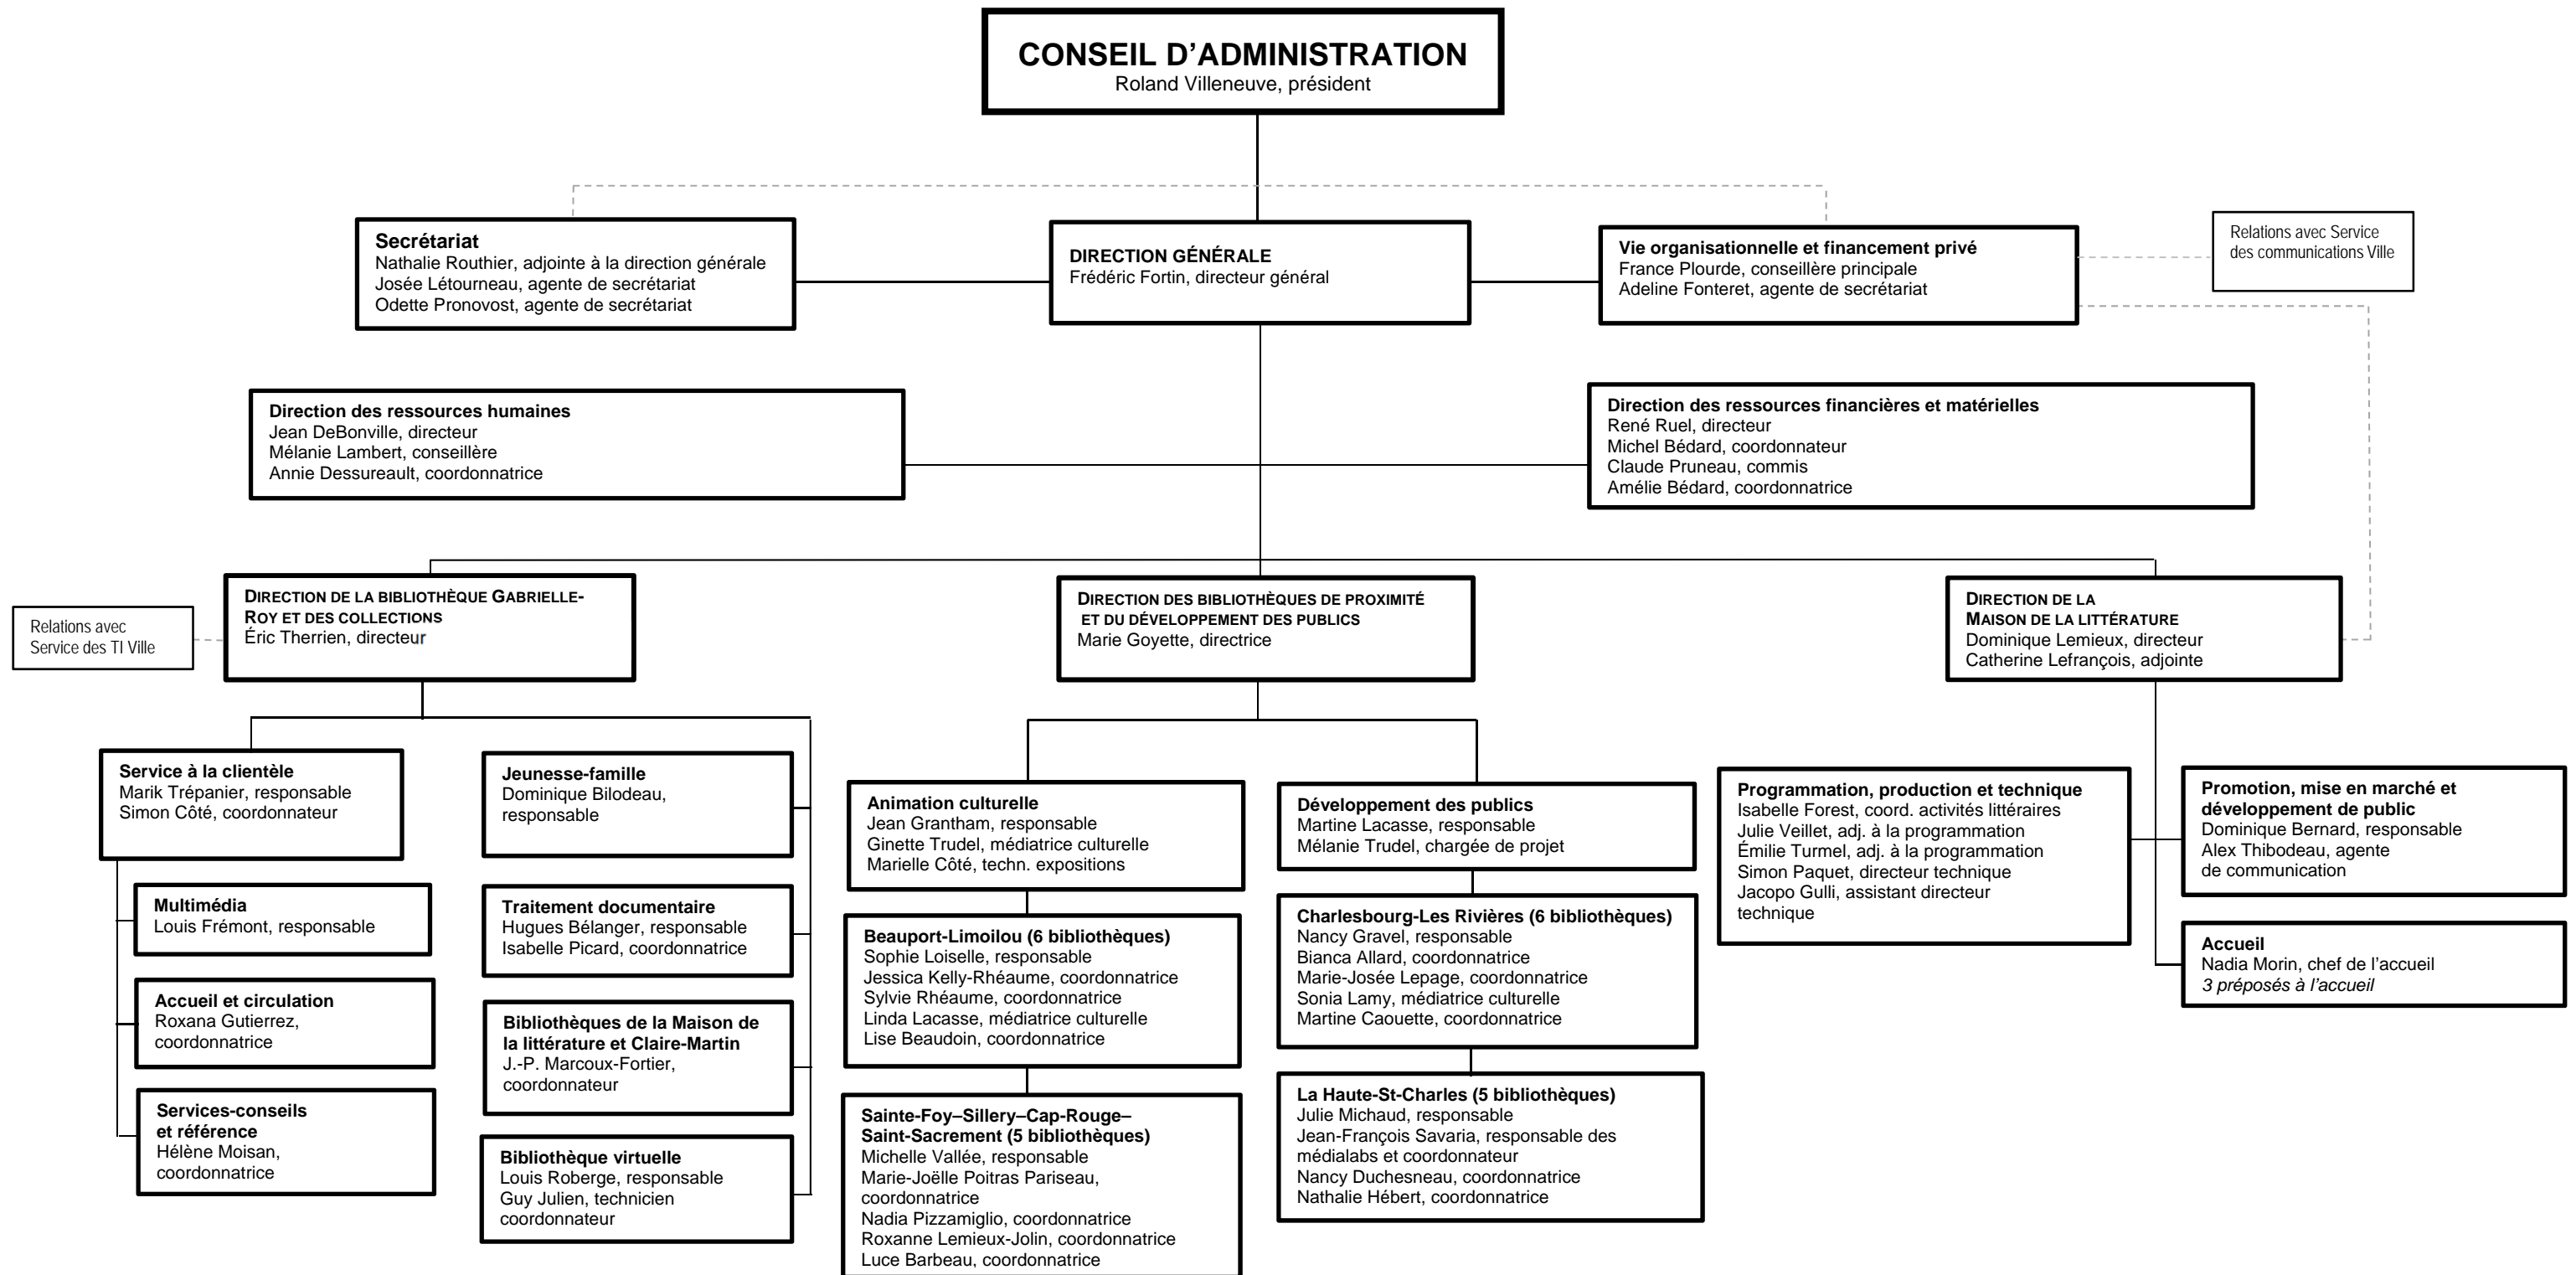 CONSEIL D’ADMINISTRATION
Roland Villeneuve, président
Secrétariat
Nathalie Routhier, adjointe à la direction générale
Josée Létourneau, agente de secrétariat
Odette Pronovost, agente de secrétariat
DIRECTION GÉNÉRALE
Frédéric Fortin, directeur général
Vie organisationnelle et financement privé
France Plourde, conseillère principale
Adeline Fonteret, agente de secrétariat
Relations avec Service
des communications Ville
Direction des ressources humaines
Jean DeBonville, directeur
Mélanie Lambert, conseillère
Annie Dessureault, coordonnatrice
Direction des ressources financières et matérielles
René Ruel, directeur
Michel Bédard, coordonnateur
Claude Pruneau, commis
Amélie Bédard, coordonnatrice
Relations avec
Service des TI Ville
DIRECTION DE LA BIBLIOTHÈQUE GABRIELLE-
ROY ET DES COLLECTIONS
Éric Therrien, directeur
DIRECTION DES BIBLIOTHÈQUES DE PROXIMITÉ
ET DU DÉVELOPPEMENT DES PUBLICS
Marie Goyette, directrice
DIRECTION DE LA
MAISON DE LA LITTÉRATURE
Dominique Lemieux, directeur
Catherine Lefrançois, adjointe
Service à la clientèle
Marik Trépanier, responsable
Simon Côté, coordonnateur
Multimédia
Louis Frémont, responsable
Accueil et circulation
Roxana Gutierrez,
coordonnatrice
Services-conseils
et référence
Hélène Moisan,
coordonnatrice
Jeunesse-famille
Dominique Bilodeau,
responsable
Traitement documentaire
Hugues Bélanger, responsable
Isabelle Picard, coordonnatrice
Bibliothèques de la Maison de
la littérature et Claire-Martin
J.-P. Marcoux-Fortier,
coordonnateur
Bibliothèque virtuelle
Louis Roberge, responsable
Guy Julien, technicien
coordonnateur
Animation culturelle
Jean Grantham, responsable
Ginette Trudel, médiatrice culturelle
Marielle Côté, techn. expositions
Beauport-Limoilou (6 bibliothèques)
Sophie Loiselle, responsable
Jessica Kelly-Rhéaume, coordonnatrice
Sylvie Rhéaume, coordonnatrice
Linda Lacasse, médiatrice culturelle
Lise Beaudoin, coordonnatrice
Sainte-Foy–Sillery–Cap-Rouge–
Saint-Sacrement (5 bibliothèques)
Michelle Vallée, responsable
Marie-Joëlle Poitras Pariseau,
coordonnatrice
Nadia Pizzamiglio, coordonnatrice
Roxanne Lemieux-Jolin, coordonnatrice
Luce Barbeau, coordonnatrice
Développement des publics
Martine Lacasse, responsable
Mélanie Trudel, chargée de projet
Charlesbourg-Les Rivières (6 bibliothèques)
Nancy Gravel, responsable
Bianca Allard, coordonnatrice
Marie-Josée Lepage, coordonnatrice
Sonia Lamy, médiatrice culturelle
Martine Caouette, coordonnatrice
La Haute-St-Charles (5 bibliothèques)
Julie Michaud, responsable
Jean-François Savaria, responsable des
médialabs et coordonnateur
Nancy Duchesneau, coordonnatrice
Nathalie Hébert, coordonnatrice
Programmation, production et technique
Isabelle Forest, coord. activités littéraires
Julie Veillet, adj. à la programmation
Émilie Turmel, adj. à la programmation
Simon Paquet, directeur technique
Jacopo Gulli, assistant directeur
technique
Promotion, mise en marché et
développement de public
Dominique Bernard, responsable
Alex Thibodeau, agente
de communication
Accueil
Nadia Morin, chef de l’accueil
3 préposés à l’accueil